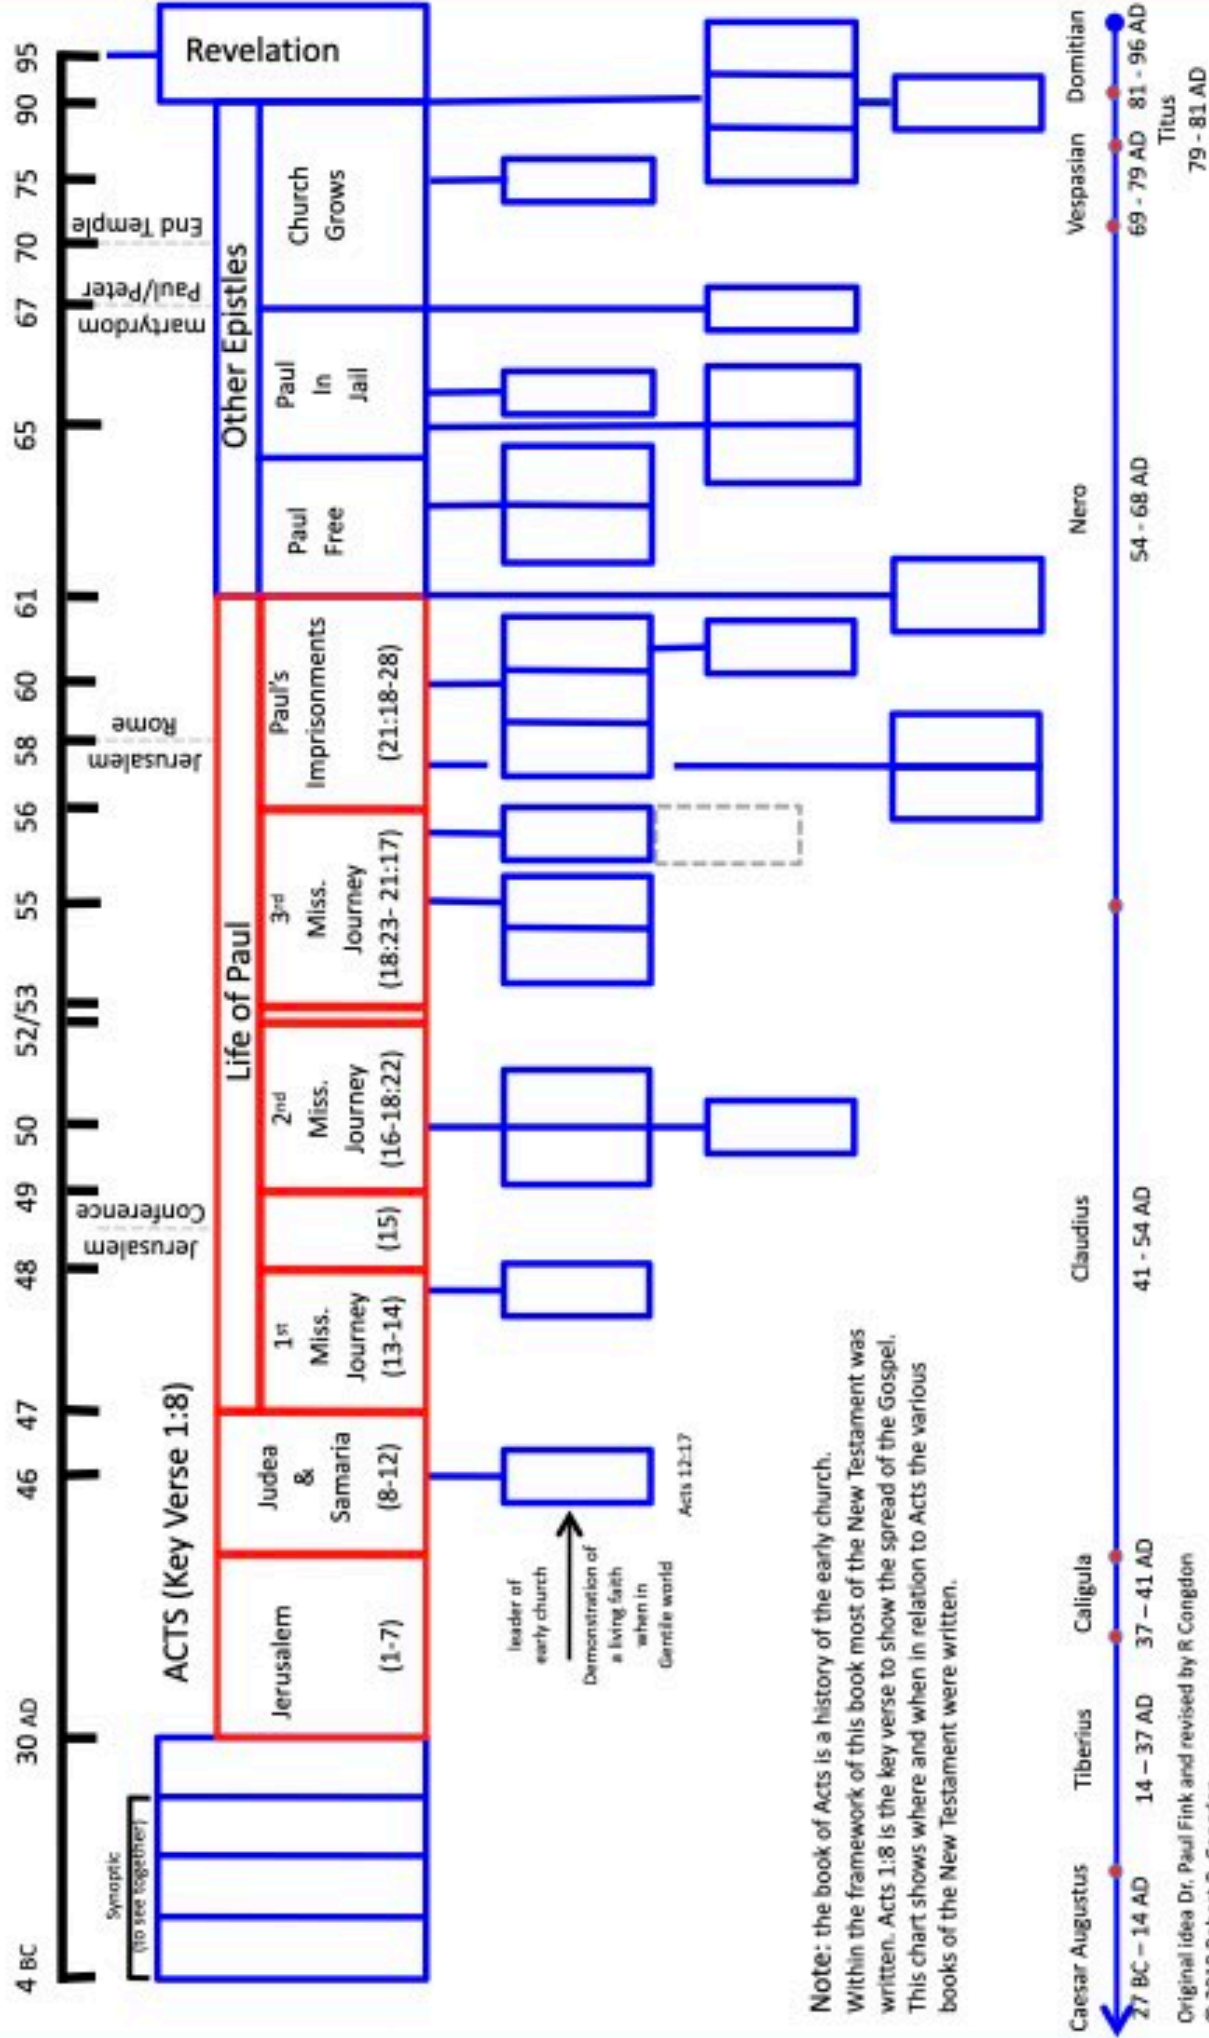 4 BC
30 AD
46
47
48
49
50
52/53
55
56
58
60
61
65
67
70
75
90
95
Synoptic
(to see together)
ACTS (Key Verse 1:8)
Jerusalem
Conference
Jerusalem
Rome
martyrdom
Paul/Peter
End Temple
Revelation
Life of Paul
Other Epistles
Jerusalem
(1-7)
Judea
&
Samaria
(8-12)
1st
Miss.
Journey
(13-14)
(15)
2nd
Miss.
Journey
(16-18:22)
3rd
Miss.
Journey
(18:23- 21:17)
Paul's
Imprisonments
(21:18-28)
Paul
Free
Paul
In
Jail
Church
Grows
leader of
early church
Demonstration of
a living faith
when in
Gentile world
Acts 12:17
Note: the book of Acts is a history of the early church.
Within the framework of this book most of the New Testament was
written. Acts 1:8 is the key verse to show the spread of the Gospel.
This chart shows where and when in relation to Acts the various
books of the New Testament were written.
Caesar Augustus
Tiberius
Caligula
Claudius
Nero
Vespasian
Domitian
27 BC – 14 AD
14 – 37 AD
37 – 41 AD
41 - 54 AD
54 - 68 AD
69 - 79 AD
81 - 96 AD
Titus
79 - 81 AD
Original idea Dr. Paul Fink and revised by R Congdon